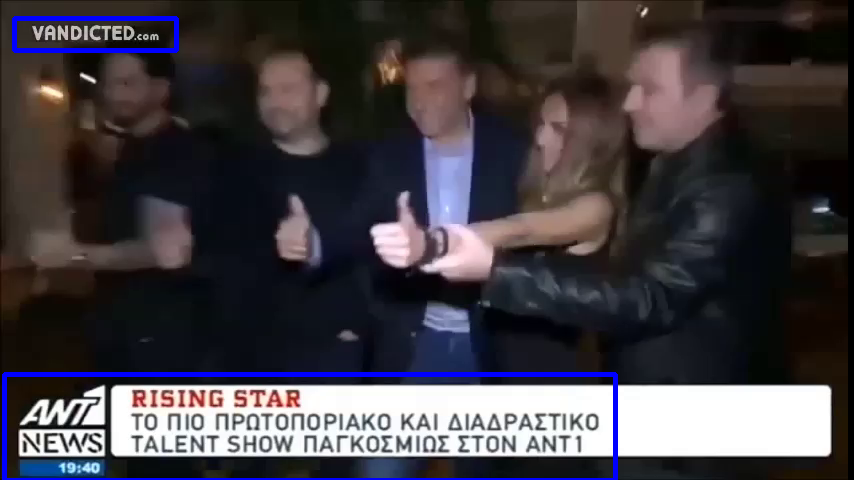 VANDICTED.com
RISING STAR
ΤΟ ΠΙΟ ΠΡΩΤΟΠΟΡΙΑΚΟ ΚΑΙ ΔΙΑΔΡΑΣΤΙΚΟ
TALENT SHOW ΠΑΓΚΟΣΜΙΩΣ ΣΤΟΝ ΑΝΤ1
ANT1
NEWS
19:40